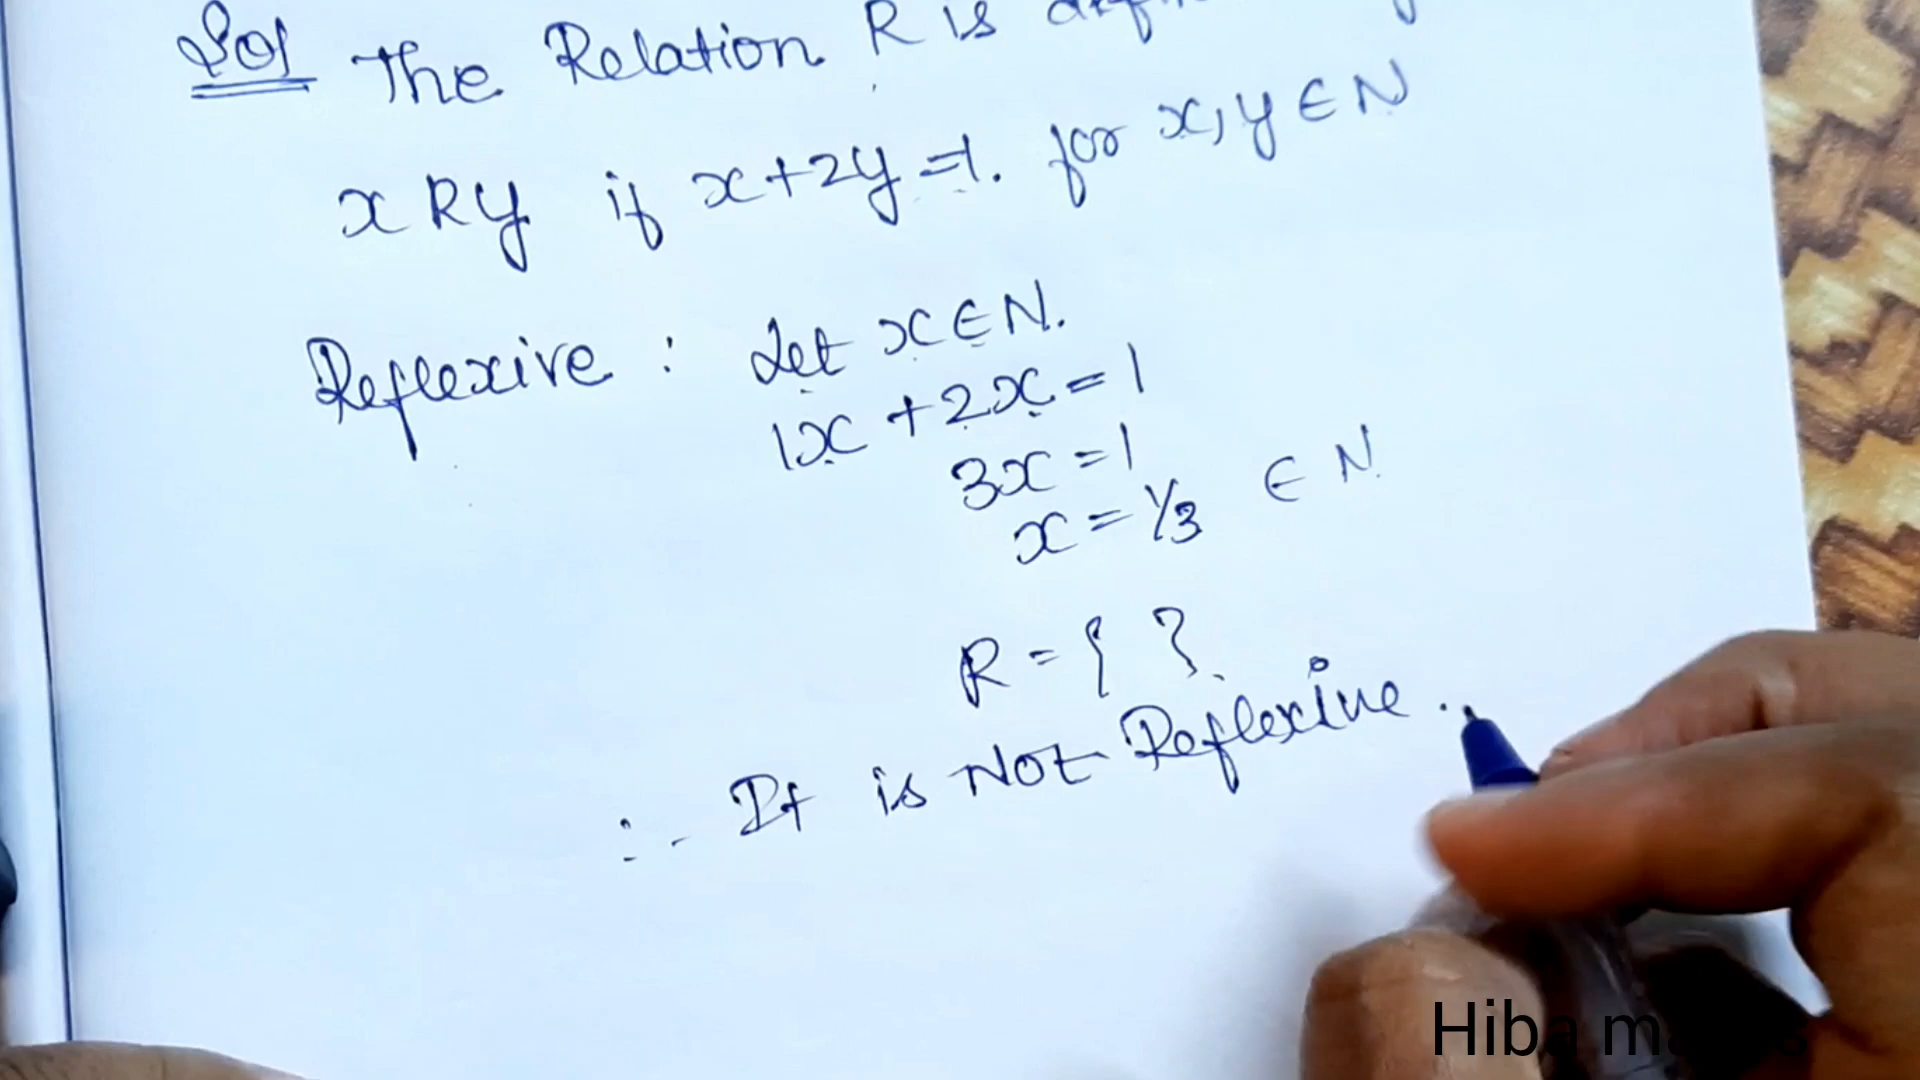 Sol The Relation R is
x R y if x+2y=1. for x,y ∈ N
Reflexive : Let x ∈ N.
1x + 2x = 1
3x = 1
x = 1/3 ∈ N
R = { }.
∴ It is Not Reflexive.
Hiba